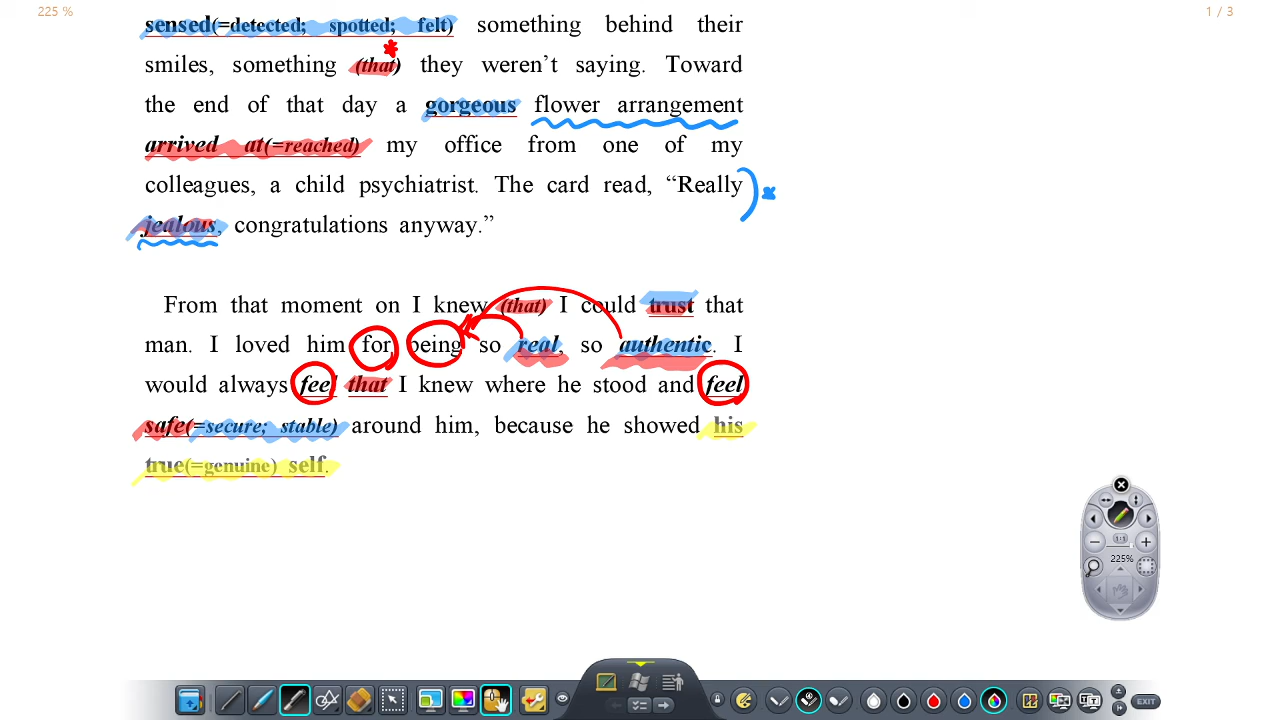 225 %
1 / 3
sensed(=detected; spotted; felt) something behind their
smiles, something (that) they weren't saying. Toward
the end of that day a gorgeous flower arrangement
arrived at(=reached) my office from one of my
colleagues, a child psychiatrist. The card read, “Really
jealous, congratulations anyway.”
From that moment on I knew (that) I could trust that
man. I loved him for being so real, so authentic. I
would always feel that I knew where he stood and feel
safe(=secure; stable) around him, because he showed his
true(=genuine) self.
1:1
225%
EXIT